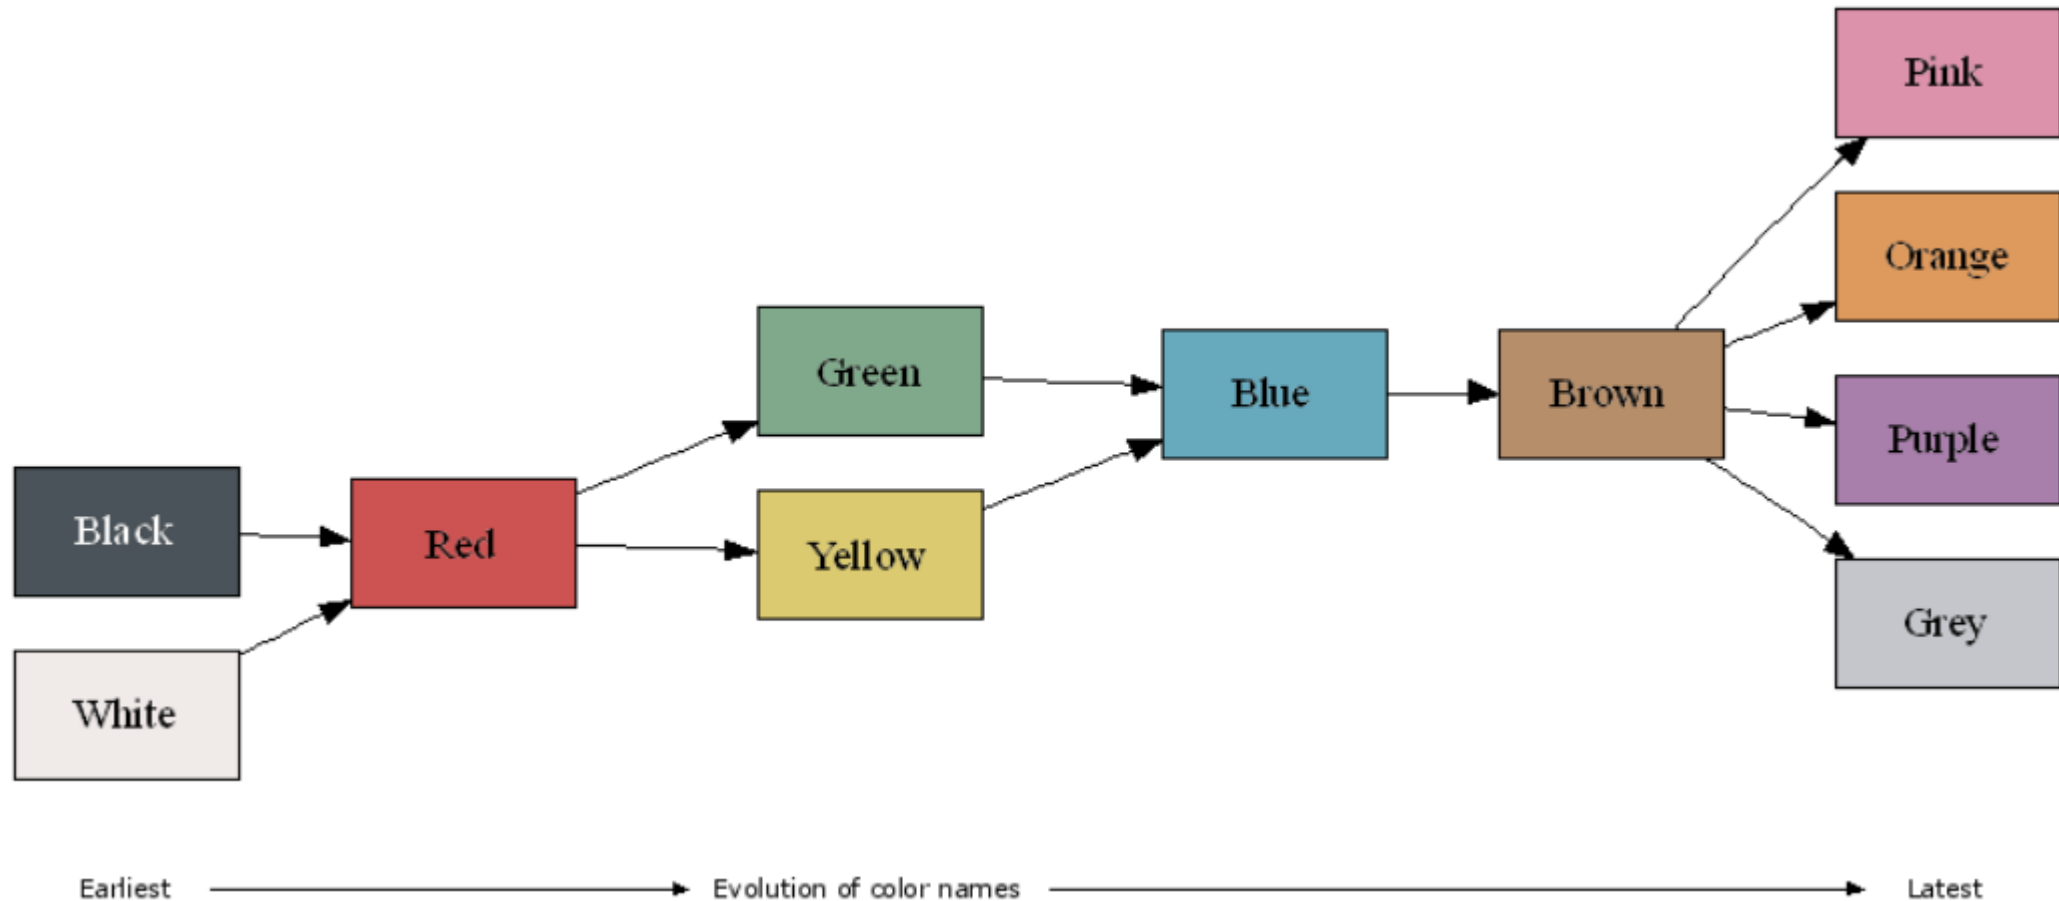 Pink
Orange
Green
Blue
Brown
Purple
Black
Red
Yellow
Grey
White
Earliest
Evolution of color names
Latest